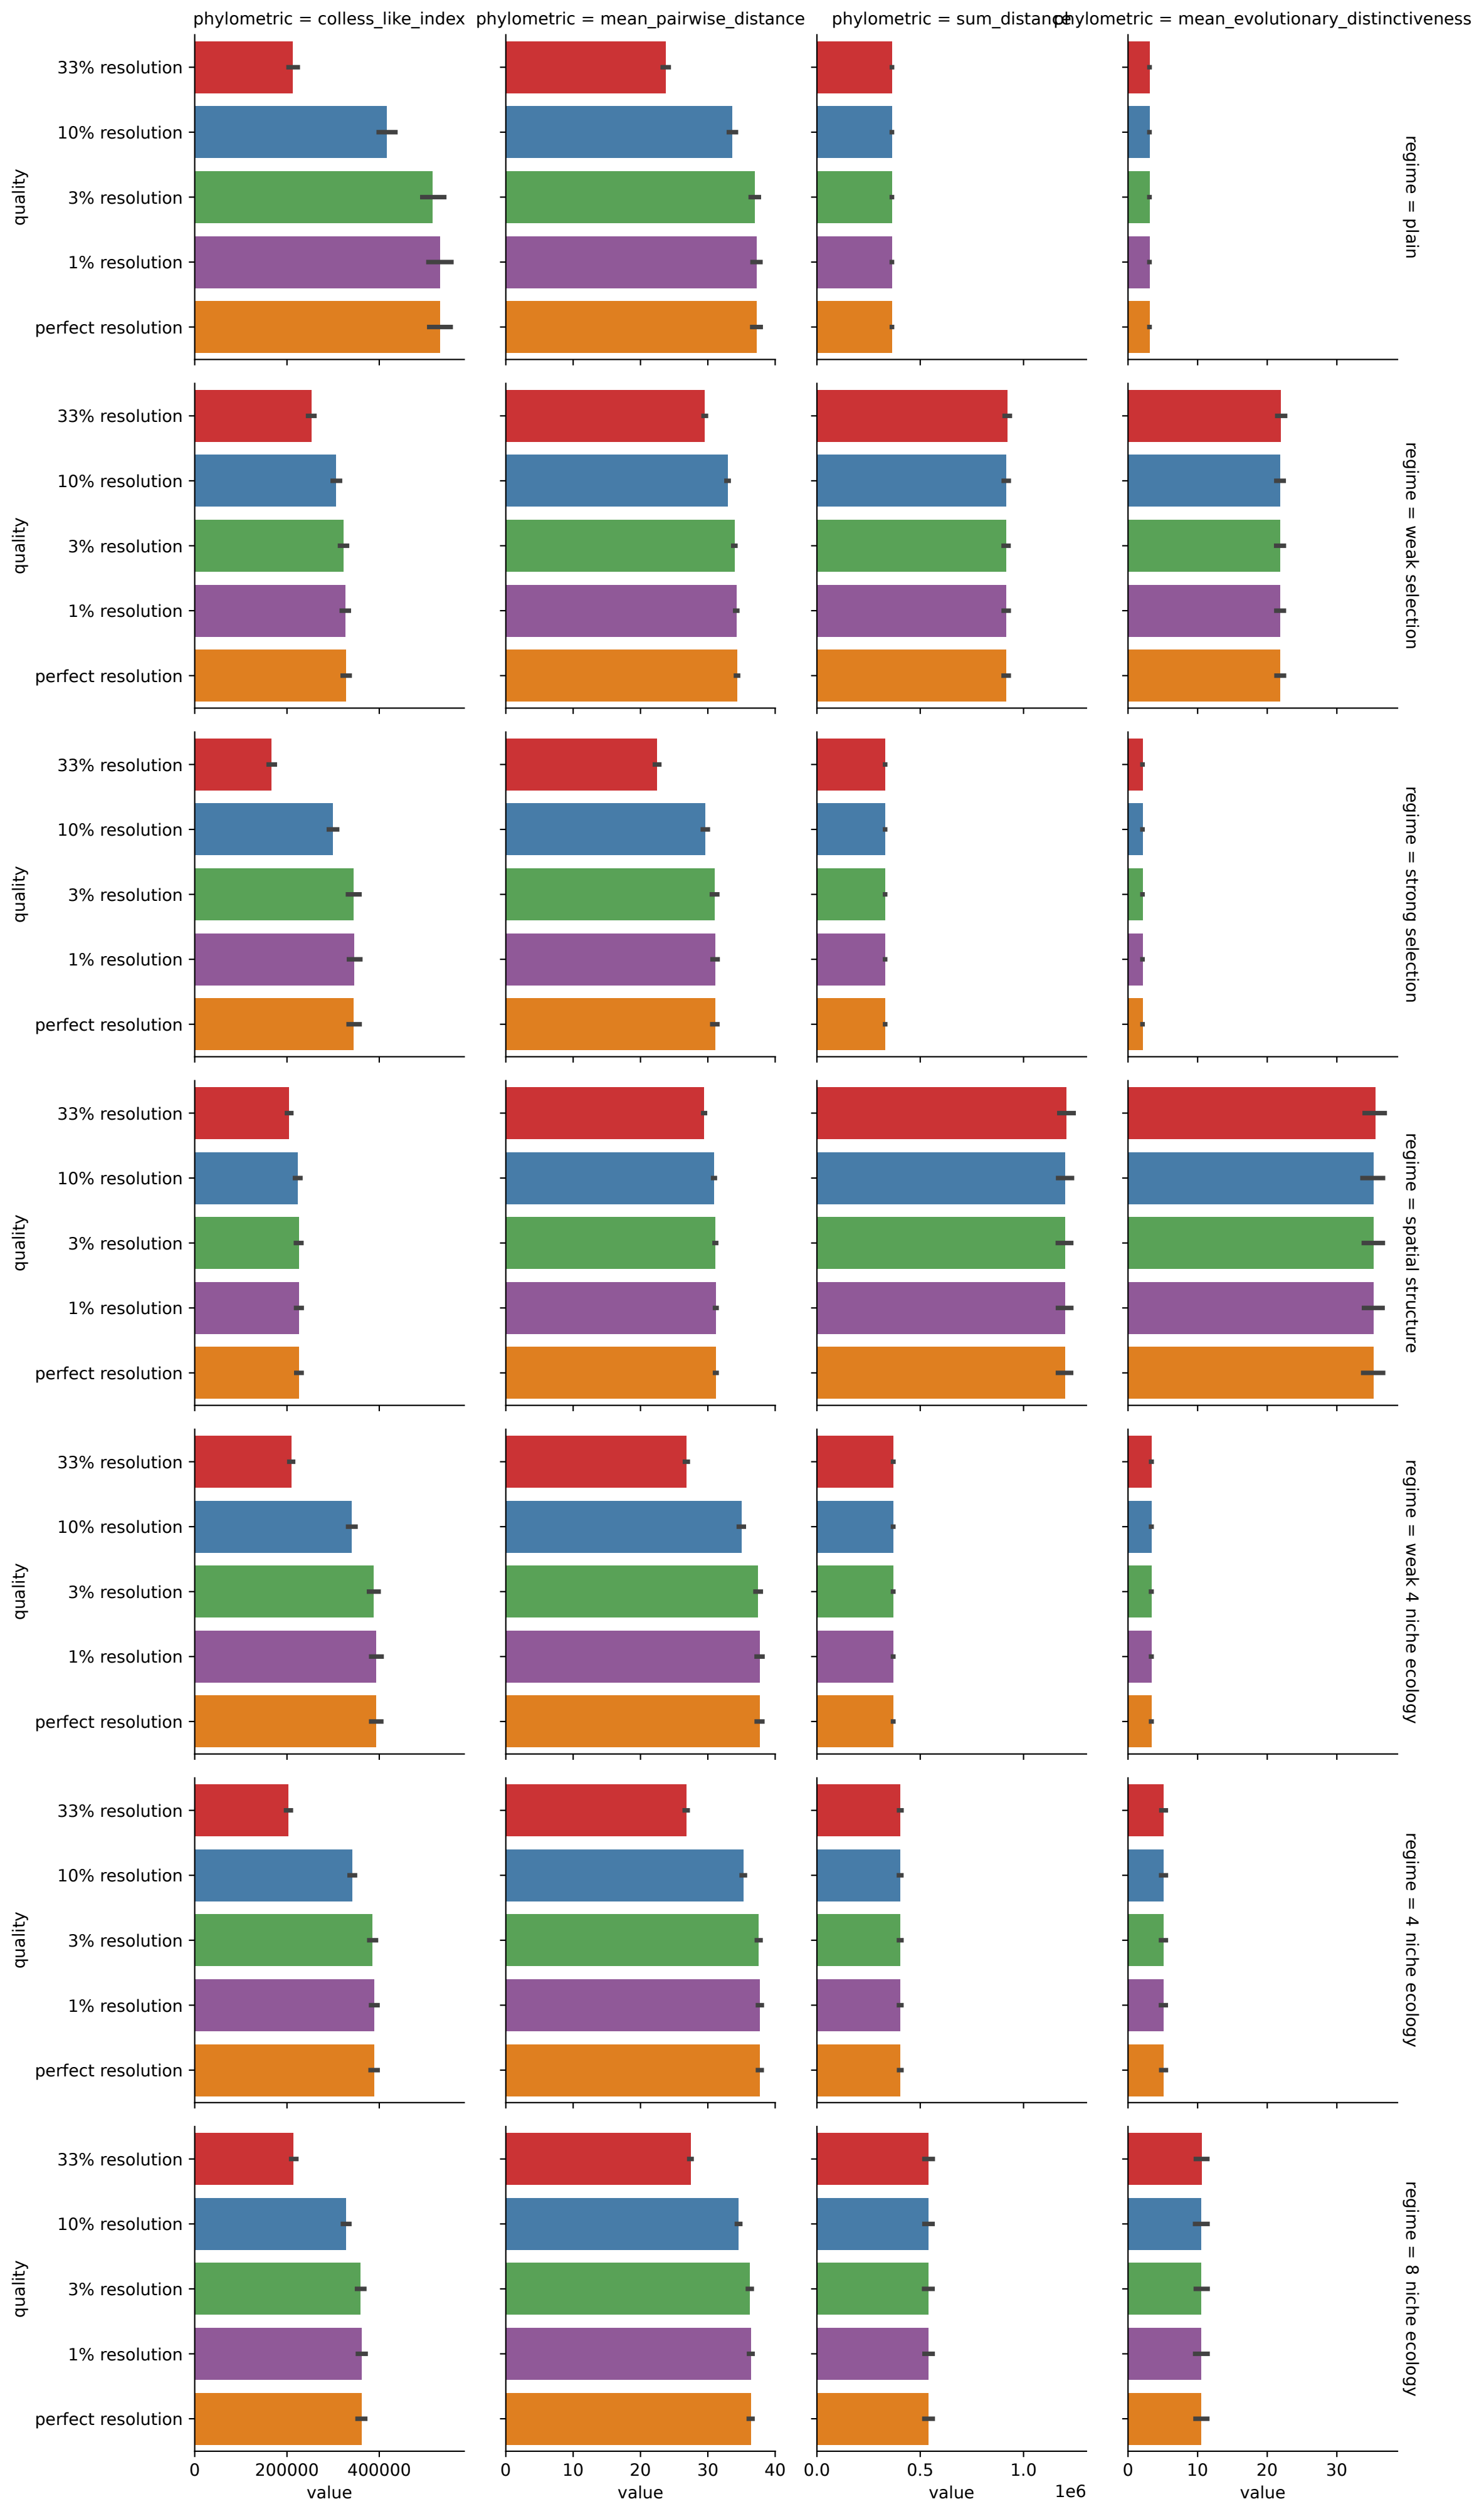 phylometric = colless_like_index
phylometric = mean_pairwise_distance
phylometric = sum_distance
phylometric = mean_evolutionary_distinctiveness
33% resolution
10% resolution
3% resolution
1% resolution
perfect resolution
quality
regime = plain
33% resolution
10% resolution
3% resolution
1% resolution
perfect resolution
quality
regime = weak selection
33% resolution
10% resolution
3% resolution
1% resolution
perfect resolution
quality
regime = strong selection
33% resolution
10% resolution
3% resolution
1% resolution
perfect resolution
quality
regime = spatial structure
33% resolution
10% resolution
3% resolution
1% resolution
perfect resolution
quality
regime = weak 4 niche ecology
33% resolution
10% resolution
3% resolution
1% resolution
perfect resolution
quality
regime = 4 niche ecology
33% resolution
10% resolution
3% resolution
1% resolution
perfect resolution
quality
regime = 8 niche ecology
0 200000 400000
value
0 10 20 30 40
value
0.0 0.5 1.0
1e6
value
0 10 20 30
value